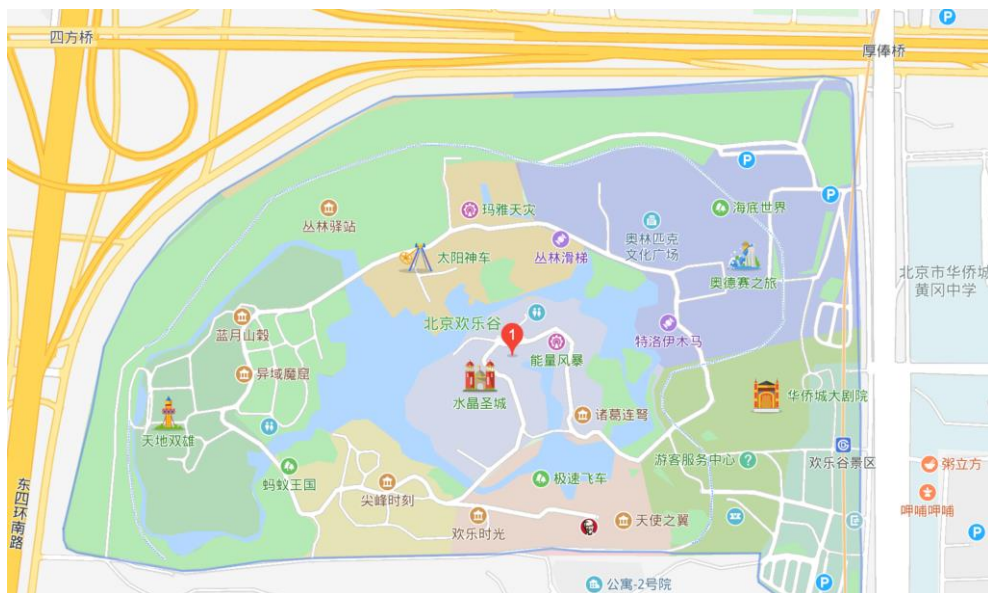 四方桥
厚俸桥
P
P
海底世界
玛雅天灾
丛林驿站
奥林匹克
文化广场
丛林滑梯
太阳神车
奥德赛之旅
北京市华侨城
黄冈中学
蓝月山谷
北京欢乐谷
1
特洛伊木马
能量风暴
异域魔窟
水晶圣城
华侨城大剧院
诸葛连弩
天地双雄
游客服务中心
?
欢乐谷景区
粥立方
蚂蚁王国
极速飞车
尖峰时刻
呷哺呷哺
东四环南路
欢乐时光
天使之翼
P
公寓-2号院
P